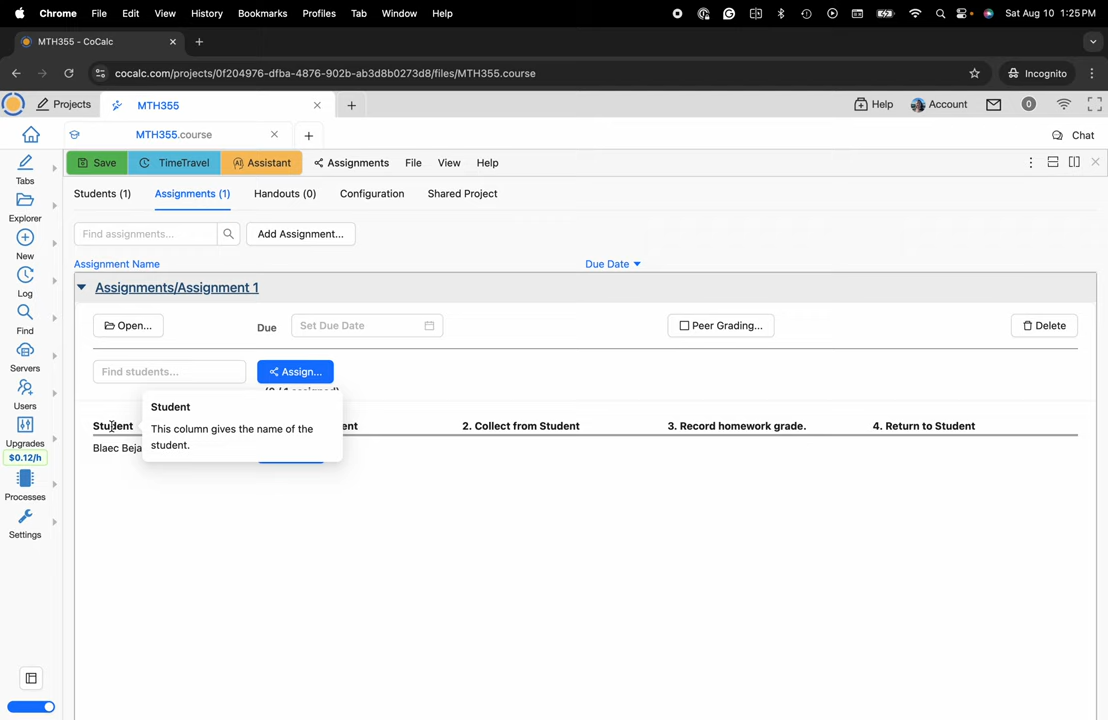 Chrome File Edit View History Bookmarks Profiles Tab Window Help Sat Aug 10 1:25 PM
MTH355 - CoCalc
cocalc.com/projects/0f204976-dfba-4876-902b-ab3d8b0273d8/files/MTH355.course Incognito
Projects MTH355 Help Account 0
MTH355.course Chat
Save TimeTravel Assistant Assignments File View Help
Tabs
Students (1) Assignments (1) Handouts (0) Configuration Shared Project
Explorer
Find assignments... Add Assignment...
New
Assignment Name Due Date
Assignments/Assignment 1
Log
Open... Due Set Due Date Peer Grading... Delete
Find
Find students... Assign...
Servers
Student
Users
Student 2. Collect from Student 3. Record homework grade. 4. Return to Student
This column gives the name of the
student.
Upgrades
Blaec Beja
$0.12/h
Processes
Settings